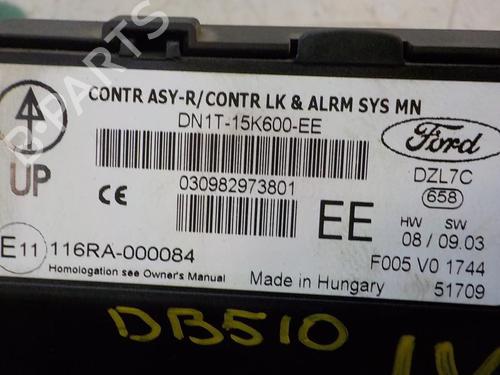 CONTR ASY-R/CONTR LK & ALRM SYS MN
DN1T-15K600-EE
Ford
UP
DZL7C
030982973801
658
CE
EE
HW SW
08 / 09.03
E11 116RA-000084
F005 V0 1744
Homologation see Owner's Manual
Made in Hungary
51709
DB510
B-PARTS